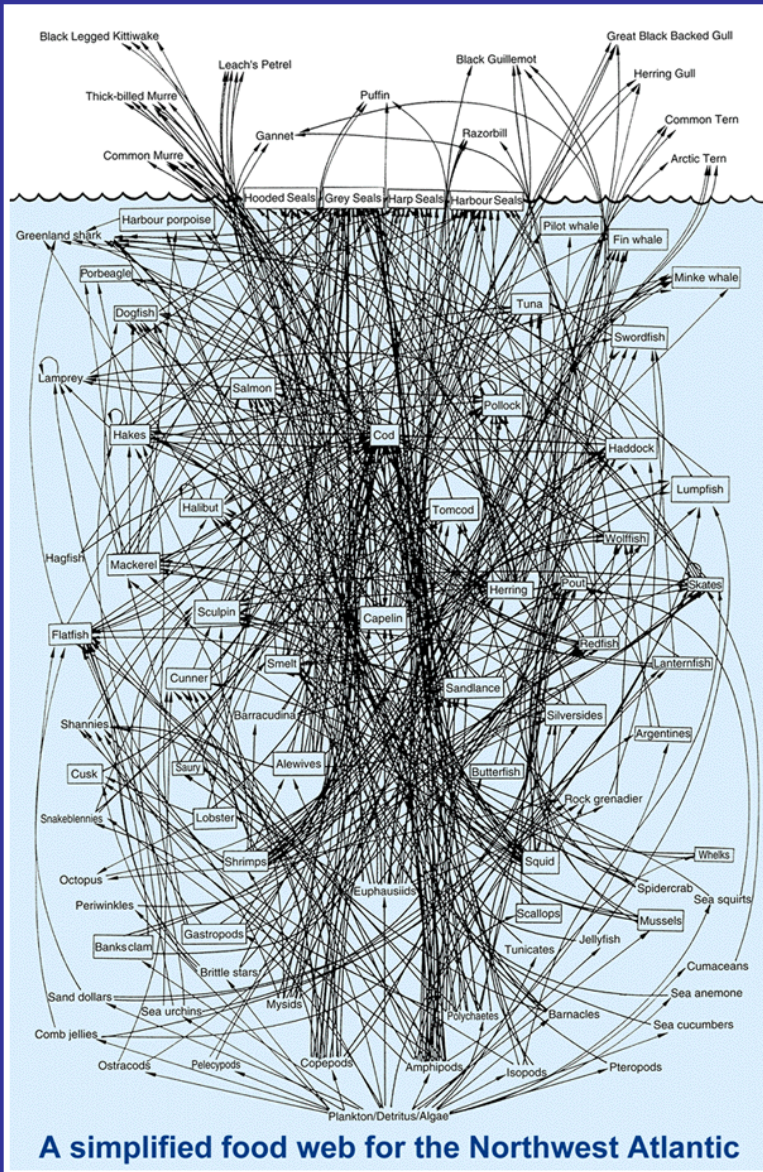 Black Legged Kittiwake
Great Black Backed Gull
Leach's Petrel
Black Guillemot
Herring Gull
Thick-billed Murre
Puffin
Common Tern
Gannet
Razorbill
Common Murre
Arctic Tern
Hooded Seals
Grey Seals
Harp Seals
Harbour Seals
Harbour porpoise
Pilot whale
Greenland shark
Fin whale
Porbeagle
Minke whale
Tuna
Dogfish
Swordfish
Lamprey
Salmon
Pollock
Hakes
Cod
Haddock
Lumpfish
Halibut
Tomcod
Wolffish
Hagfish
Mackerel
Herring
Pout
Skates
Sculpin
Capelin
Flatfish
Redfish
Smelt
Lanternfish
Cunner
Sandlance
Barracudina
Silversides
Shannies
Argentines
Cusk
Saury
Alewives
Butterfish
Rock grenadier
Snakeblennies
Lobster
Shrimps
Squid
Whelks
Octopus
Euphausiids
Spidercrab
Sea squirts
Periwinkles
Scallops
Mussels
Gastropods
Jellyfish
Banksclam
Tunicates
Brittle stars
Cumaceans
Sand dollars
Sea anemone
Mysids
Sea urchins
Polychaetes
Barnacles
Sea cucumbers
Comb jellies
Ostracods
Pelecypods
Copepods
Amphipods
Isopods
Pteropods
Plankton/Detritus/Algae
A simplified food web for the Northwest Atlantic